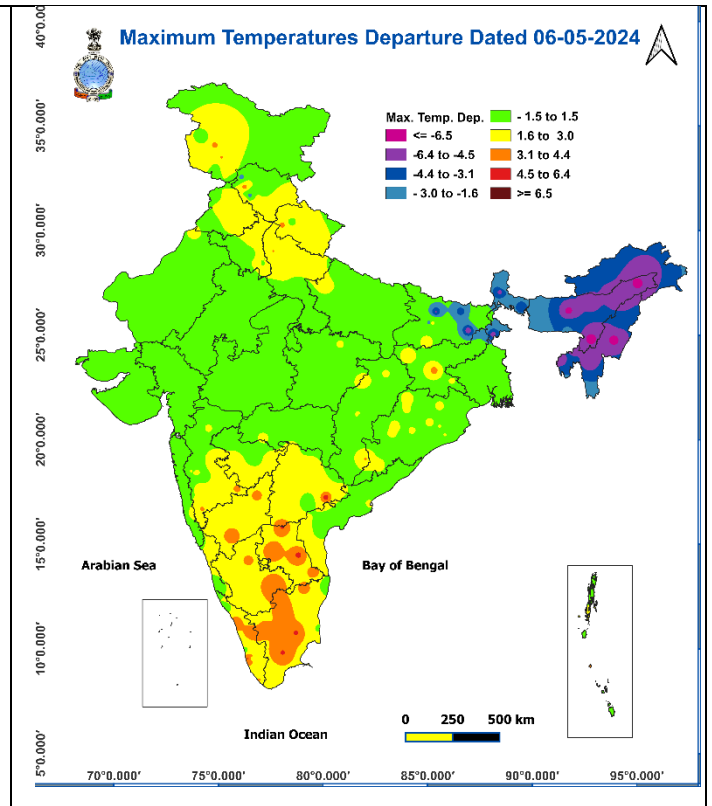 Maximum Temperatures Departure Dated 06-05-2024
Max. Temp. Dep.
<= -6.5
-6.4 to -4.5
-4.4 to -3.1
- 3.0 to -1.6
- 1.5 to 1.5
1.6 to 3.0
3.1 to 4.4
4.5 to 6.4
>= 6.5
40°0.000'
35°0.000'
30°0.000'
25°0.000'
20°0.000'
15°0.000'
10°0.000'
5°0.000'
Arabian Sea
Bay of Bengal
Indian Ocean
0 250 500 km
70°0.000' 75°0.000' 80°0.000' 85°0.000' 90°0.000' 95°0.000'